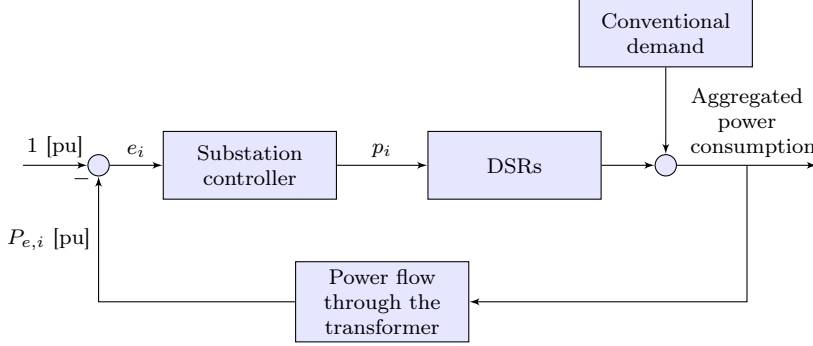 Conventional
demand
Aggregated
power
consumption
1 [pu]
−
e_i
Substation
controller
p_i
DSRs
P_{e,i} [pu]
Power flow
through the
transformer